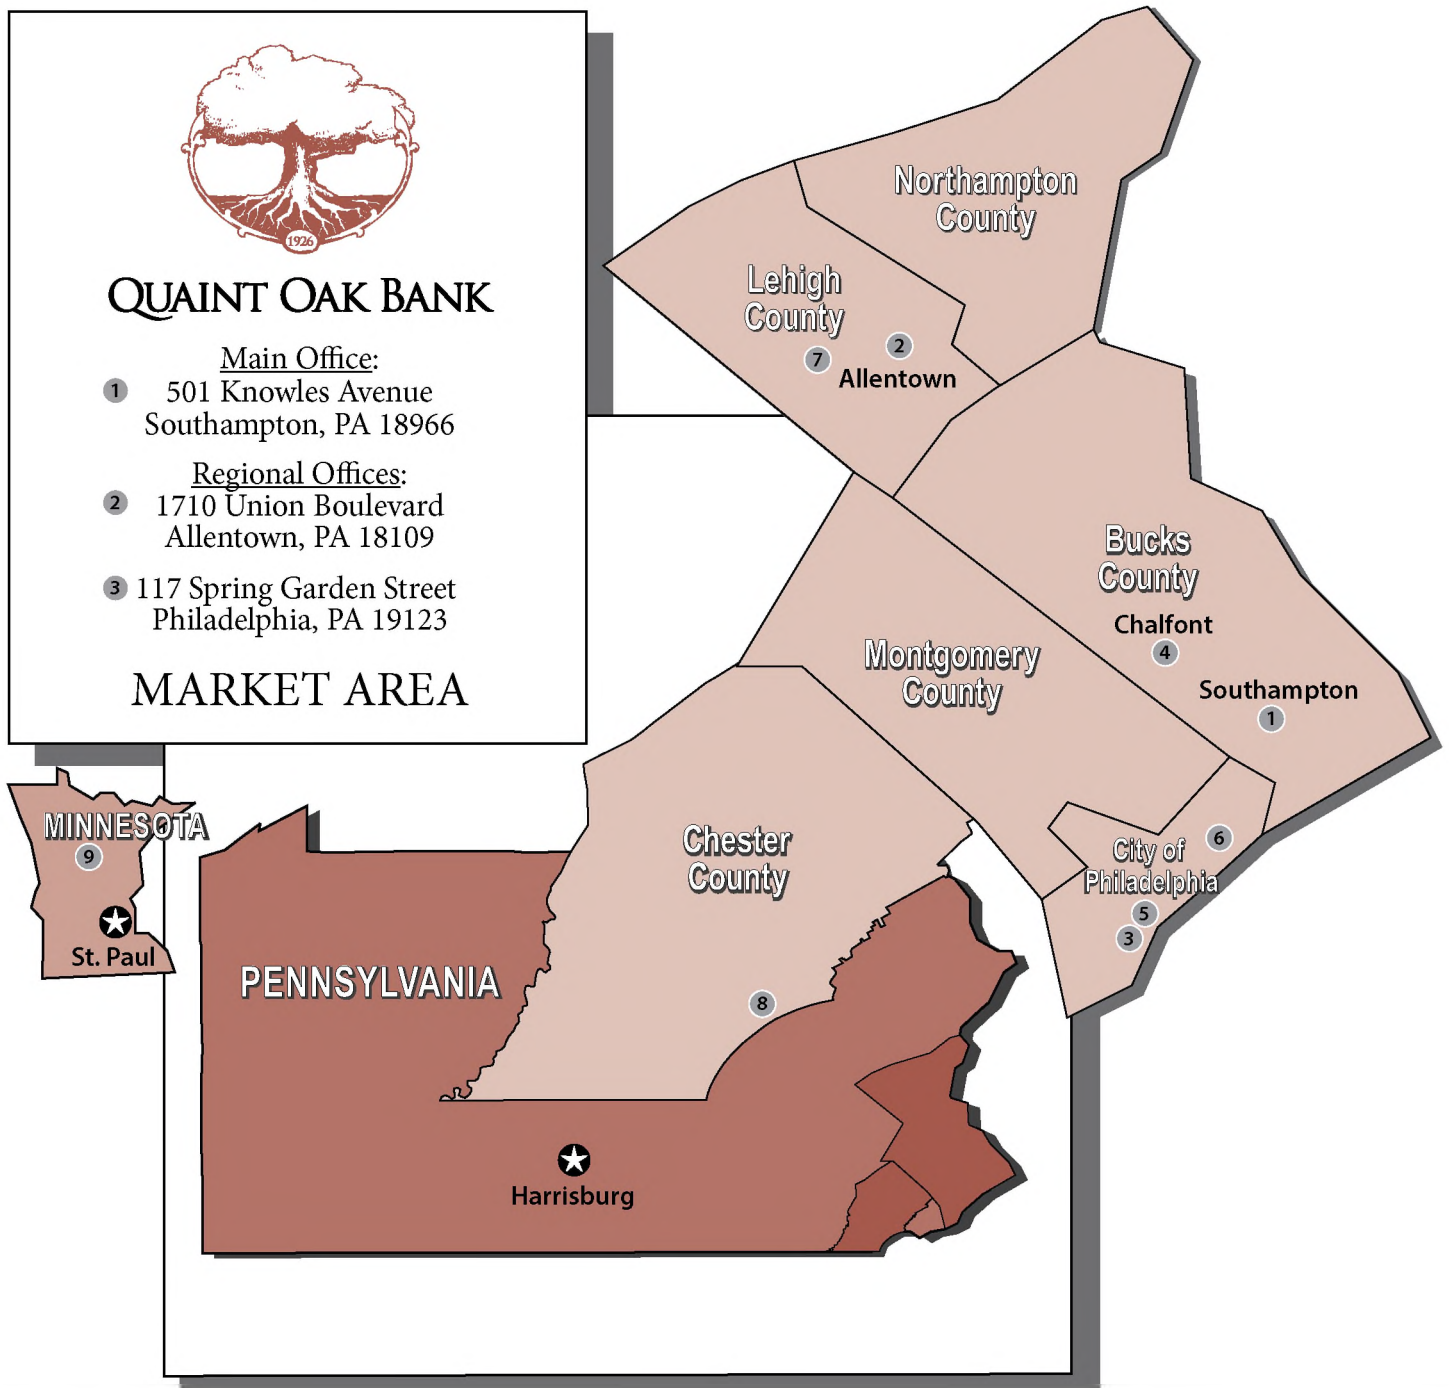 1926
QUAINT OAK BANK
Main Office:
1 501 Knowles Avenue
Southampton, PA 18966
Regional Offices:
2 1710 Union Boulevard
Allentown, PA 18109
3 117 Spring Garden Street
Philadelphia, PA 19123
MARKET AREA
Northampton
County
Lehigh
County
7
2
Allentown
Bucks
County
Chalfont
4
Southampton
1
Montgomery
County
6
City of
Philadelphia
5
3
Chester
County
8
MINNESOTA
9
St. Paul
PENNSYLVANIA
Harrisburg